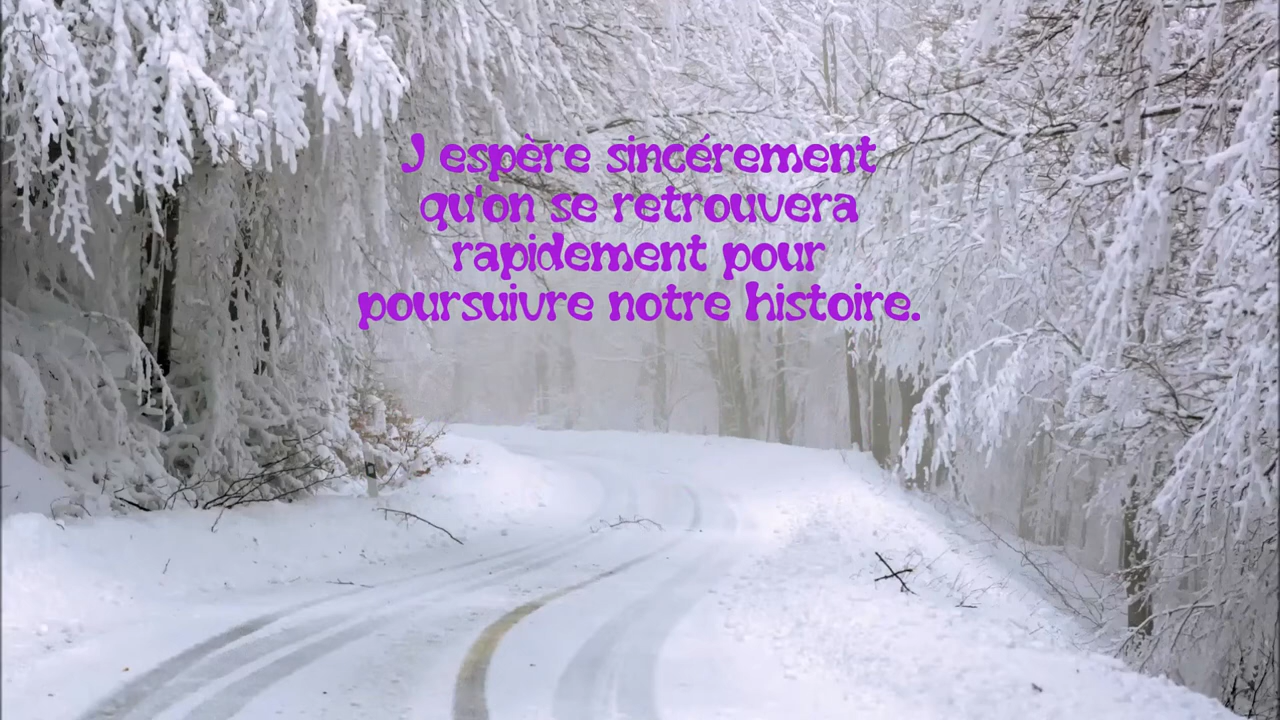 J espère sincérement
qu'on se retrouvera
rapidement pour
poursuivre notre histoire.